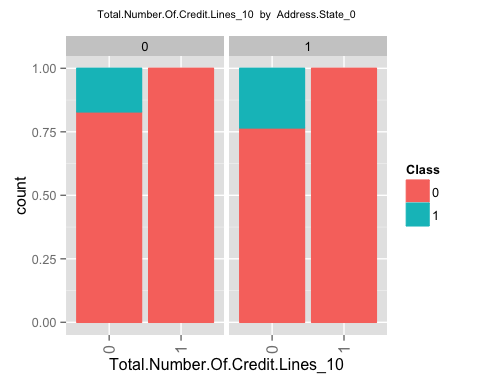 Total.Number.Of.Credit.Lines_10 by Address.State_0
0 1
1.00
0.75
0.50
0.25
0.00
count
0 1 0 1
Total.Number.Of.Credit.Lines_10
Class
0
1